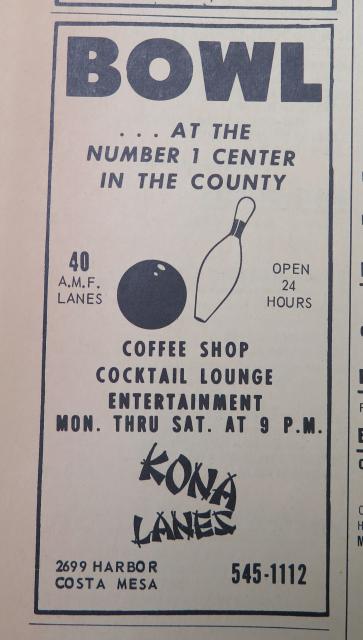 BOWL
. . . AT THE
NUMBER 1 CENTER
IN THE COUNTY
40
A.M.F.
LANES
OPEN
24
HOURS
COFFEE SHOP
COCKTAIL LOUNGE
ENTERTAINMENT
MON. THRU SAT. AT 9 P.M.
KONA
LANES
2699 HARBOR
COSTA MESA
545-1112